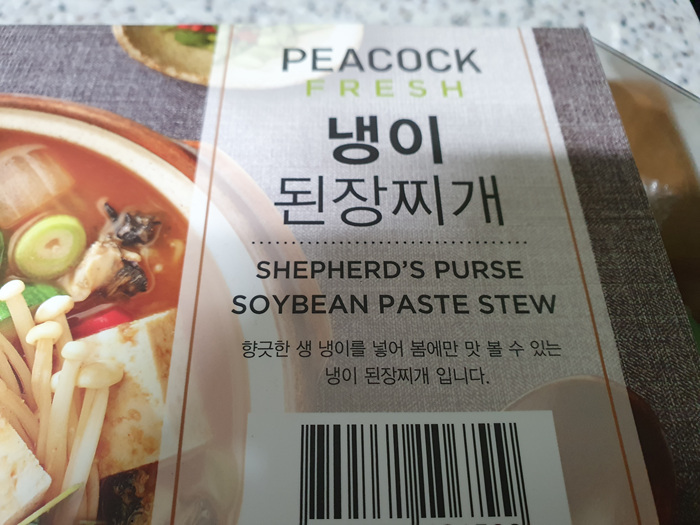 PEACOCK
FRESH
냉이
된장찌개
SHEPHERD'S PURSE
SOYBEAN PASTE STEW
향긋한 생 냉이를 넣어 봄에만 맛 볼 수 있는
냉이 된장찌개 입니다.